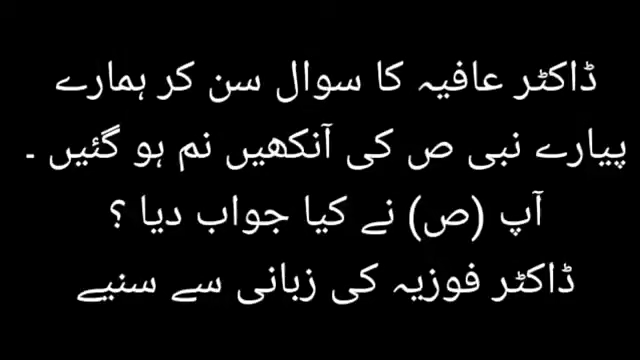 ڈاکٹر عافیہ کا سوال سن کر ہمارے
پیارے نبی ص کی آنکھیں نم ہو گئیں ۔
آپ (ص) نے کیا جواب دیا ؟
ڈاکٹر فوزیہ کی زبانی سے سنیے